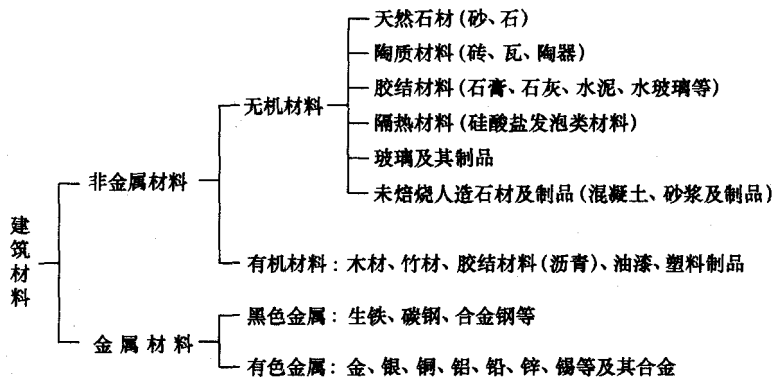 建筑材料
非金属材料
无机材料
天然石材(砂、石)
陶质材料(砖、瓦、陶器)
胶结材料(石膏、石灰、水泥、水玻璃等)
隔热材料(硅酸盐发泡类材料)
玻璃及其制品
未焙烧人造石材及制品(混凝土、砂浆及制品)
有机材料：木材、竹材、胶结材料(沥青)、油漆、塑料制品
金属材料
黑色金属：生铁、碳钢、合金钢等
有色金属：金、银、铜、铝、铅、锌、锡等及其合金